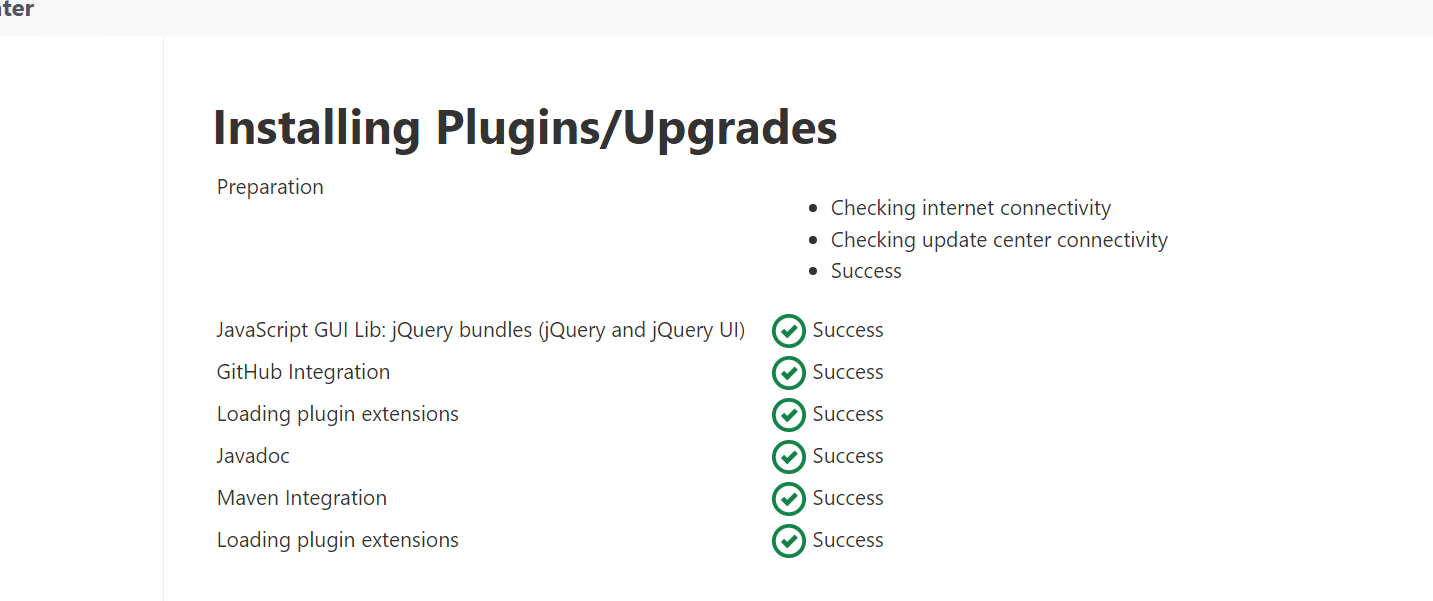 Installing Plugins/Upgrades
Preparation
Checking internet connectivity
Checking update center connectivity
Success
JavaScript GUI Lib: jQuery bundles (jQuery and jQuery UI) Success
GitHub Integration Success
Loading plugin extensions Success
Javadoc Success
Maven Integration Success
Loading plugin extensions Success